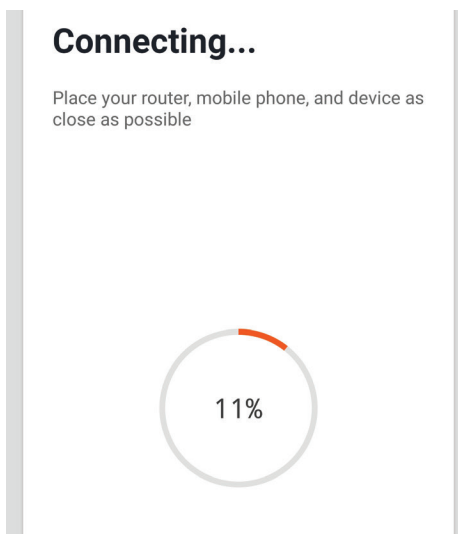 Connecting...
Place your router, mobile phone, and device as
close as possible
11%